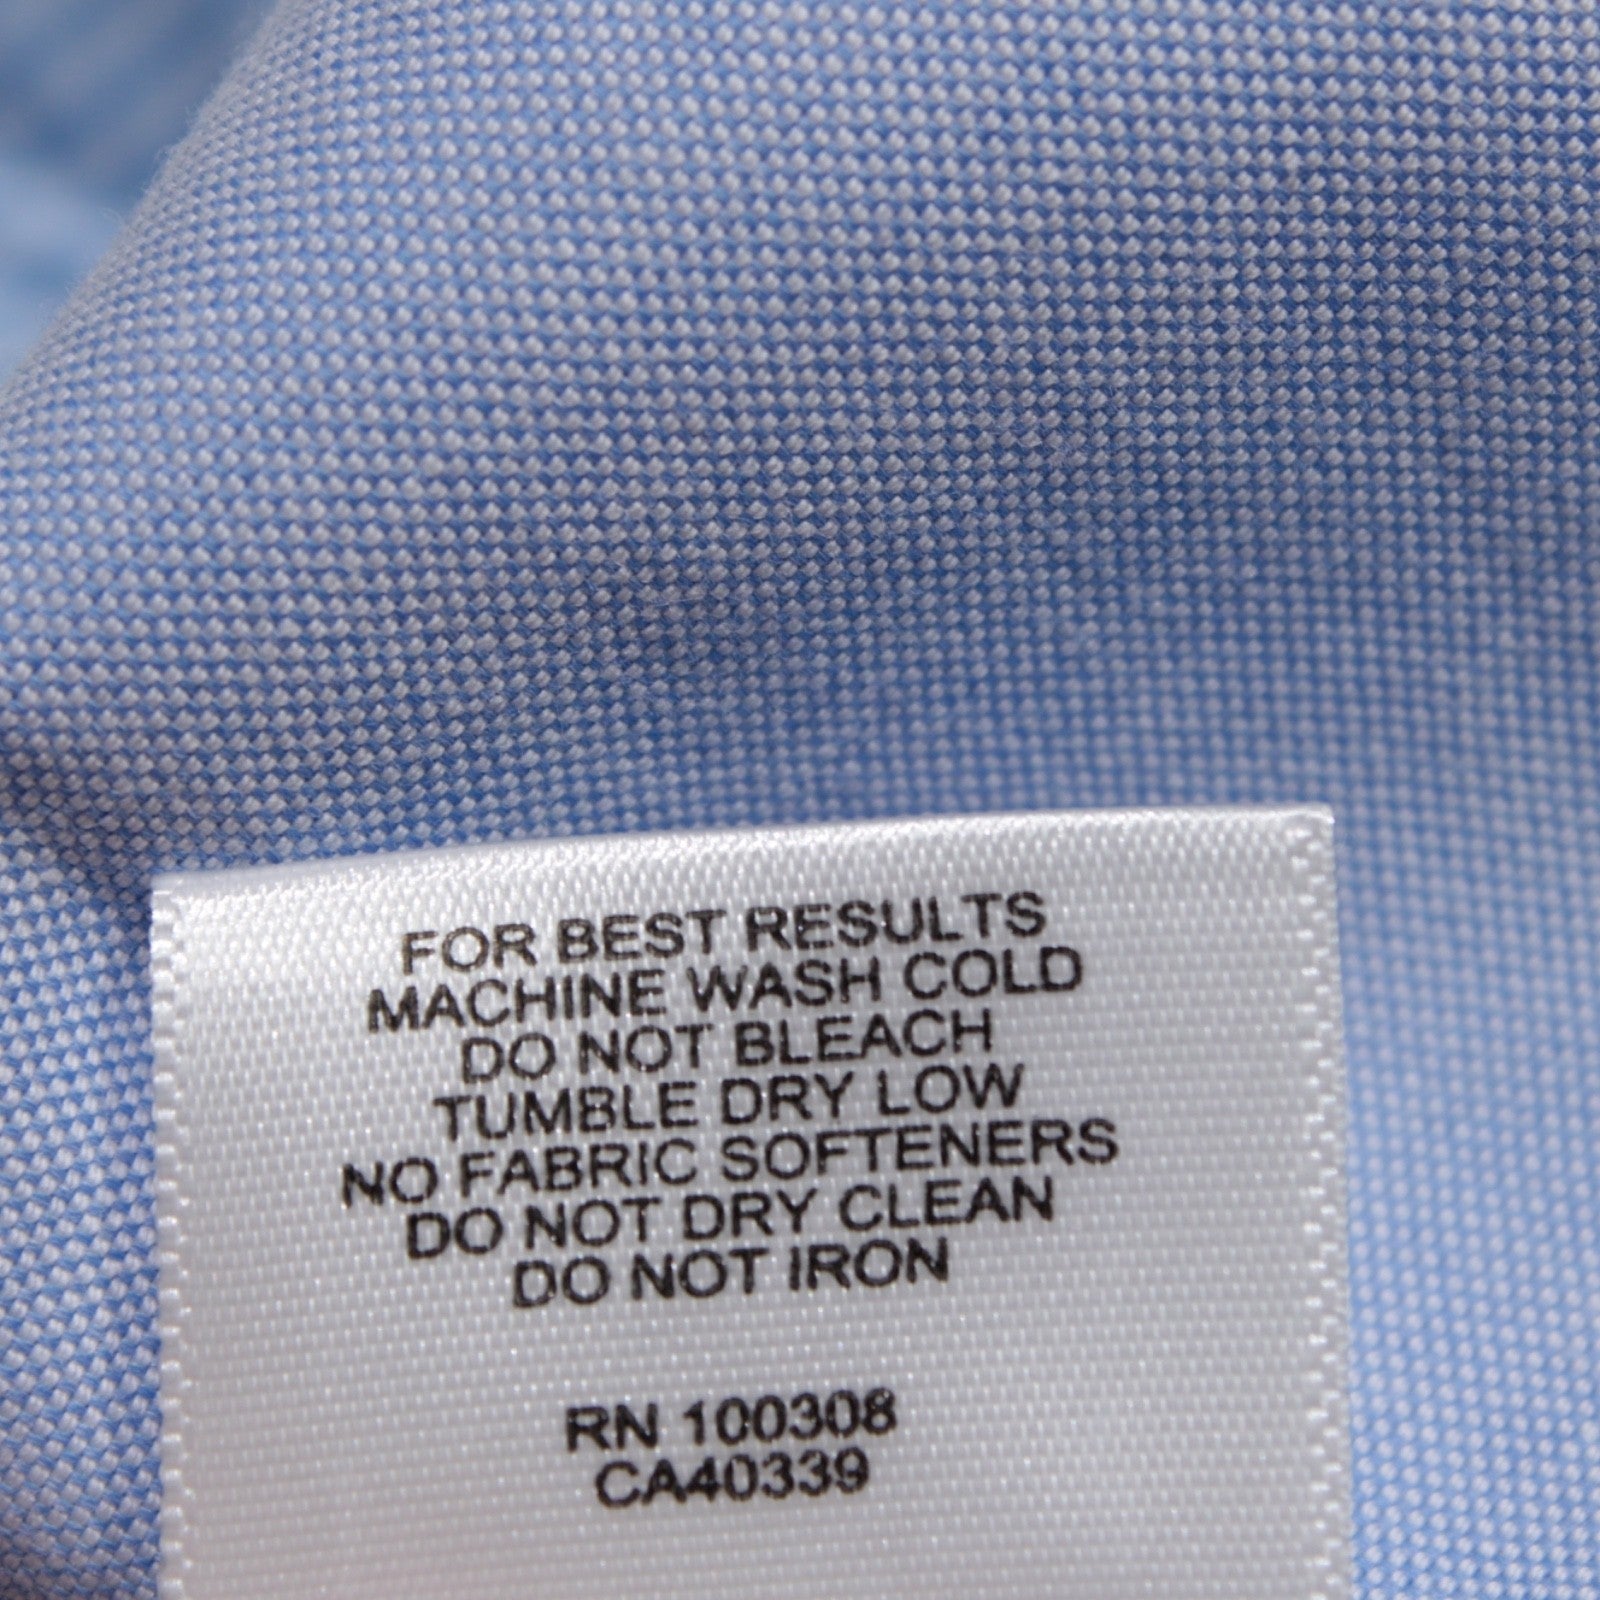 FOR BEST RESULTS
MACHINE WASH COLD
DO NOT BLEACH
TUMBLE DRY LOW
NO FABRIC SOFTENERS
DO NOT DRY CLEAN
DO NOT IRON
RN 100308
CA40339